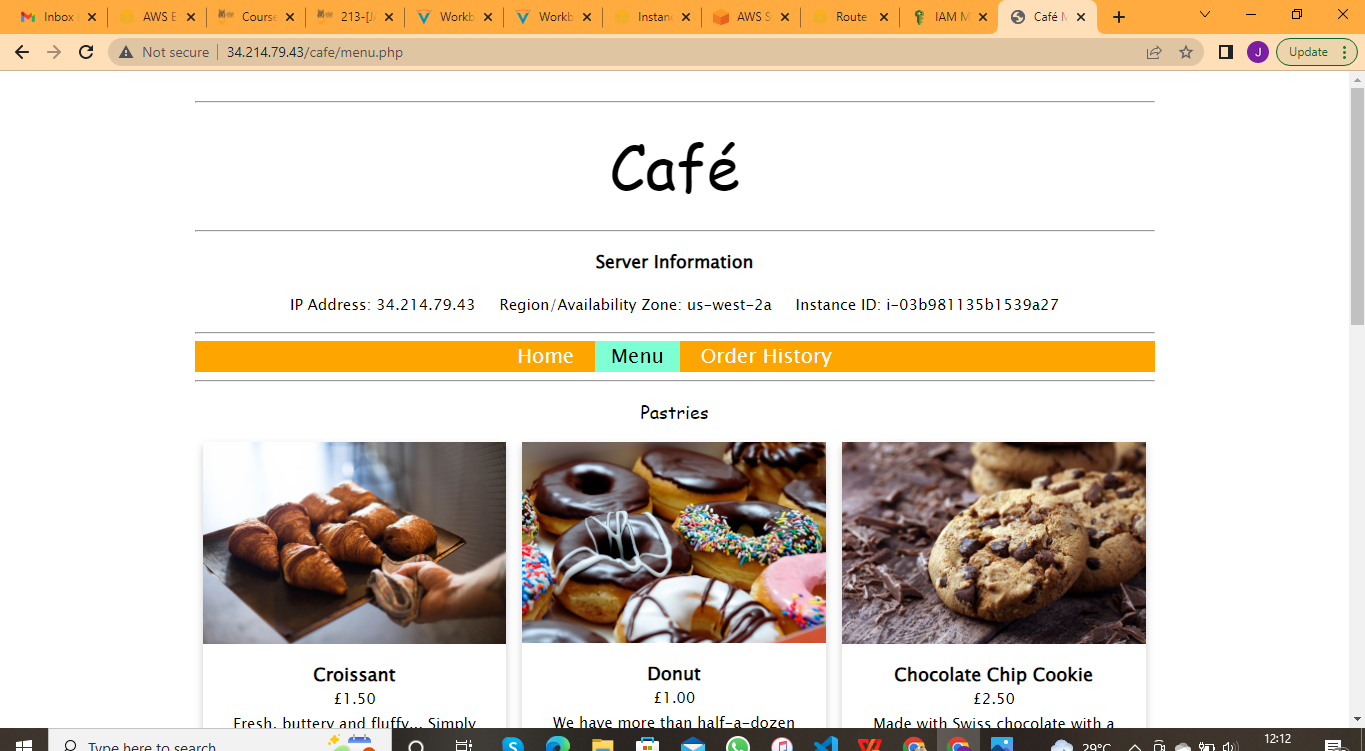 Inbox
AWS E
Course
213-[JA
Workb
Workb
Instanc
AWS S
Route
IAM M
Café M
Not secure
34.214.79.43/cafe/menu.php
J
Update
Café
Server Information
IP Address: 34.214.79.43 Region/Availability Zone: us-west-2a Instance ID: i-03b981135b1539a27
Home Menu Order History
Pastries
Croissant
£1.50
Fresh, buttery and fluffy... Simply
Donut
£1.00
We have more than half-a-dozen
Chocolate Chip Cookie
£2.50
Made with Swiss chocolate with a
Type here to search
29°C
12:12